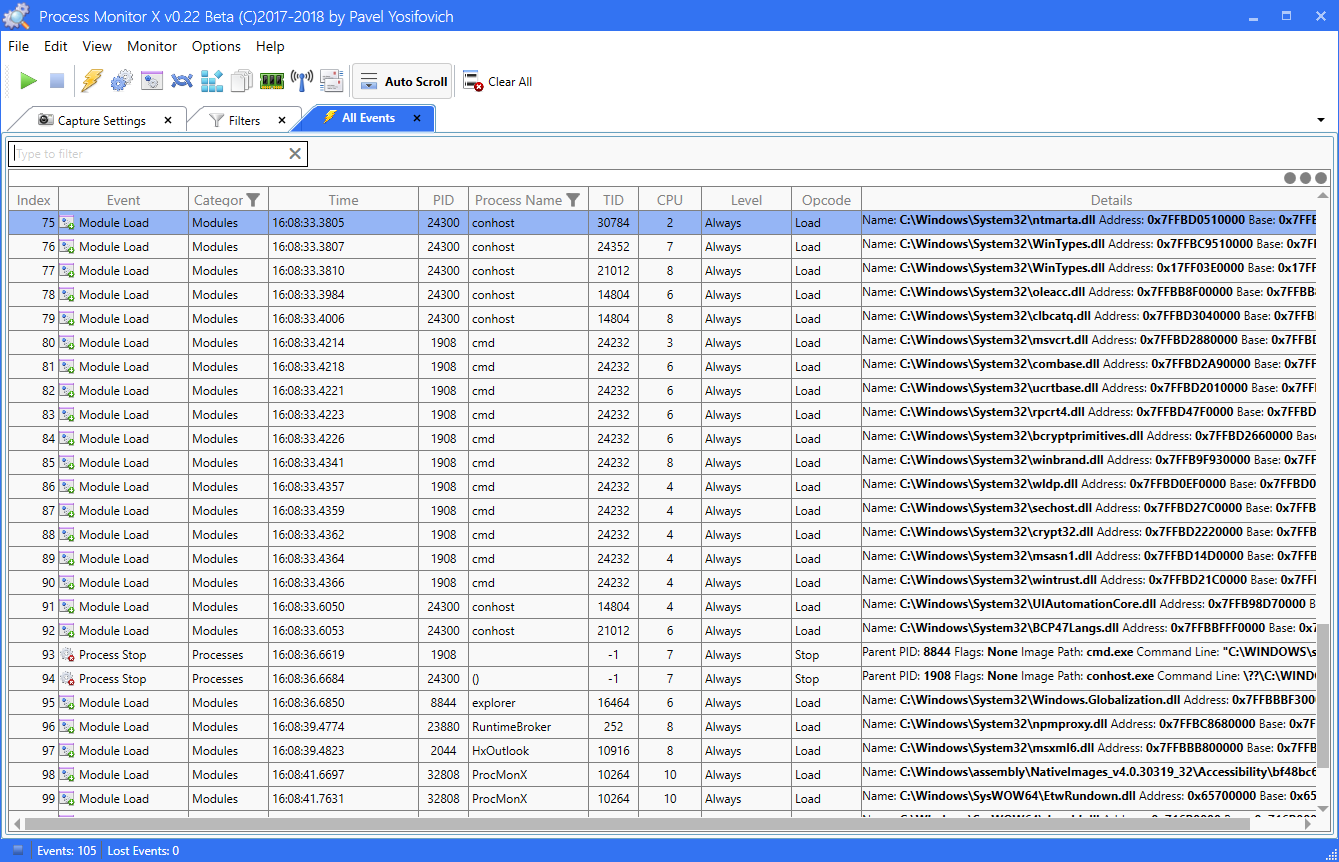 Process Monitor X v0.22 Beta (C)2017-2018 by Pavel Yosifovich
File Edit View Monitor Options Help
Auto Scroll Clear All
Capture Settings Filters All Events
Type to filter
Index Event Categor Time PID Process Name TID CPU Level Opcode Details
75 Module Load Modules 16:08:33.3805 24300 conhost 30784 2 Always Load Name: C:\Windows\System32\ntmarta.dll Address: 0x7FFBD0510000 Base: 0x7FFE
76 Module Load Modules 16:08:33.3807 24300 conhost 24352 7 Always Load Name: C:\Windows\System32\WinTypes.dll Address: 0x7FFBC9510000 Base: 0x7FI
77 Module Load Modules 16:08:33.3810 24300 conhost 21012 8 Always Load Name: C:\Windows\System32\WinTypes.dll Address: 0x17FF03E0000 Base: 0x17FF
78 Module Load Modules 16:08:33.3984 24300 conhost 14804 6 Always Load Name: C:\Windows\System32\oleacc.dll Address: 0x7FFBB8F00000 Base: 0x7FFBB
79 Module Load Modules 16:08:33.4006 24300 conhost 14804 8 Always Load Name: C:\Windows\System32\clbcatq.dll Address: 0x7FFBD3040000 Base: 0x7FFB
80 Module Load Modules 16:08:33.4214 1908 cmd 24232 3 Always Load Name: C:\Windows\System32\msvcrt.dll Address: 0x7FFBD2880000 Base: 0x7FFBD
81 Module Load Modules 16:08:33.4218 1908 cmd 24232 6 Always Load Name: C:\Windows\System32\combase.dll Address: 0x7FFBD2A90000 Base: 0x7FF
82 Module Load Modules 16:08:33.4221 1908 cmd 24232 6 Always Load Name: C:\Windows\System32\ucrtbase.dll Address: 0x7FFBD2010000 Base: 0x7FFI
83 Module Load Modules 16:08:33.4223 1908 cmd 24232 6 Always Load Name: C:\Windows\System32\rpcrt4.dll Address: 0x7FFBD47F0000 Base: 0x7FFBD
84 Module Load Modules 16:08:33.4226 1908 cmd 24232 6 Always Load Name: C:\Windows\System32\bcryptprimitives.dll Address: 0x7FFBD2660000 Bas
85 Module Load Modules 16:08:33.4341 1908 cmd 24232 8 Always Load Name: C:\Windows\System32\winbrand.dll Address: 0x7FFB9F930000 Base: 0x7FF
86 Module Load Modules 16:08:33.4357 1908 cmd 24232 4 Always Load Name: C:\Windows\System32\wldp.dll Address: 0x7FFBD0EF0000 Base: 0x7FFBD0
87 Module Load Modules 16:08:33.4359 1908 cmd 24232 4 Always Load Name: C:\Windows\System32\sechost.dll Address: 0x7FFBD27C0000 Base: 0x7FFB
88 Module Load Modules 16:08:33.4362 1908 cmd 24232 4 Always Load Name: C:\Windows\System32\crypt32.dll Address: 0x7FFBD2220000 Base: 0x7FFB
89 Module Load Modules 16:08:33.4364 1908 cmd 24232 4 Always Load Name: C:\Windows\System32\msasn1.dll Address: 0x7FFBD14D0000 Base: 0x7FFB
90 Module Load Modules 16:08:33.4366 1908 cmd 24232 4 Always Load Name: C:\Windows\System32\wintrust.dll Address: 0x7FFBD21C0000 Base: 0x7FFI
91 Module Load Modules 16:08:33.6050 24300 conhost 14804 4 Always Load Name: C:\Windows\System32\UIAutomationCore.dll Address: 0x7FFB98D70000 B
92 Module Load Modules 16:08:33.6053 24300 conhost 21012 6 Always Load Name: C:\Windows\System32\BCP47Langs.dll Address: 0x7FFBBFFF0000 Base: 0x7
93 Process Stop Processes 16:08:36.6619 1908 -1 7 Always Stop Parent PID: 8844 Flags: None Image Path: cmd.exe Command Line: "C:\WINDOWS\s
94 Process Stop Processes 16:08:36.6684 24300 () -1 7 Always Stop Parent PID: 1908 Flags: None Image Path: conhost.exe Command Line: \??\C:\WIND
95 Module Load Modules 16:08:36.6850 8844 explorer 16464 6 Always Load Name: C:\Windows\System32\Windows.Globalization.dll Address: 0x7FFBBBF300
96 Module Load Modules 16:08:39.4774 23880 RuntimeBroker 252 8 Always Load Name: C:\Windows\System32\npmproxy.dll Address: 0x7FFBC8680000 Base: 0x7F
97 Module Load Modules 16:08:39.4823 2044 HxOutlook 10916 8 Always Load Name: C:\Windows\System32\msxml6.dll Address: 0x7FFBBB800000 Base: 0x7FFB
98 Module Load Modules 16:08:41.6697 32808 ProcMonX 10264 10 Always Load Name: C:\Windows\assembly\NativeImages_v4.0.30319_32\Accessibility\bf48bc6
99 Module Load Modules 16:08:41.7631 32808 ProcMonX 10264 10 Always Load Name: C:\Windows\SysWOW64\EtwRundown.dll Address: 0x65700000 Base: 0x65
Events: 105 Lost Events: 0